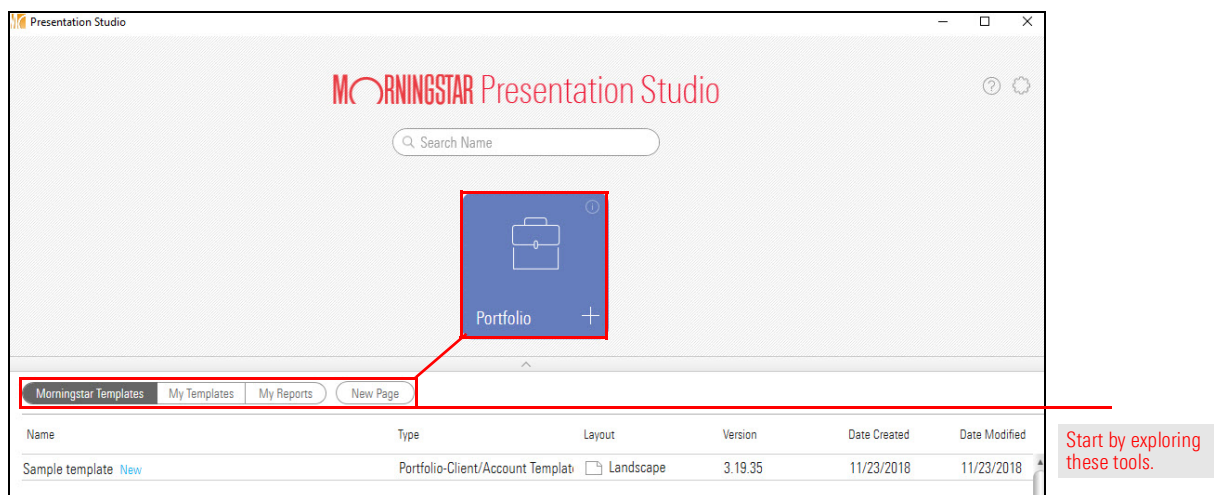 Presentation Studio
MORNINGSTAR Presentation Studio
Search Name
Portfolio
Morningstar Templates My Templates My Reports New Page
Name Type Layout Version Date Created Date Modified
Sample template New Portfolio-Client/Account Templat Landscape 3.19.35 11/23/2018 11/23/2018
Start by exploring
these tools.